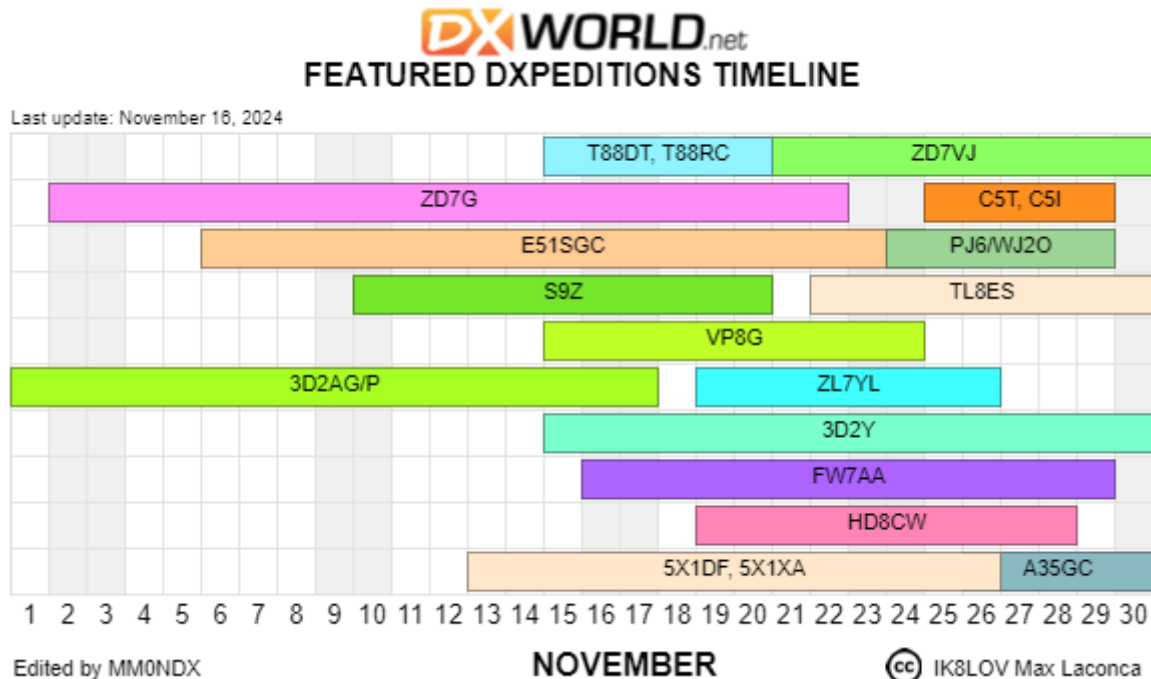 DX WORLD.net
FEATURED DXPEDITIONS TIMELINE
Last update: November 16, 2024
T88DT, T88RC ZD7VJ
ZD7G C5T, C5I
E51SGC PJ6/WJ2O
S9Z TL8ES
VP8G
3D2AG/P ZL7YL
3D2Y
FW7AA
HD8CW
5X1DF, 5X1XA A35GC
1 2 3 4 5 6 7 8 9 10 11 12 13 14 15 16 17 18 19 20 21 22 23 24 25 26 27 28 29 30
Edited by MM0NDX NOVEMBER cc IK8LOV Max Laconca